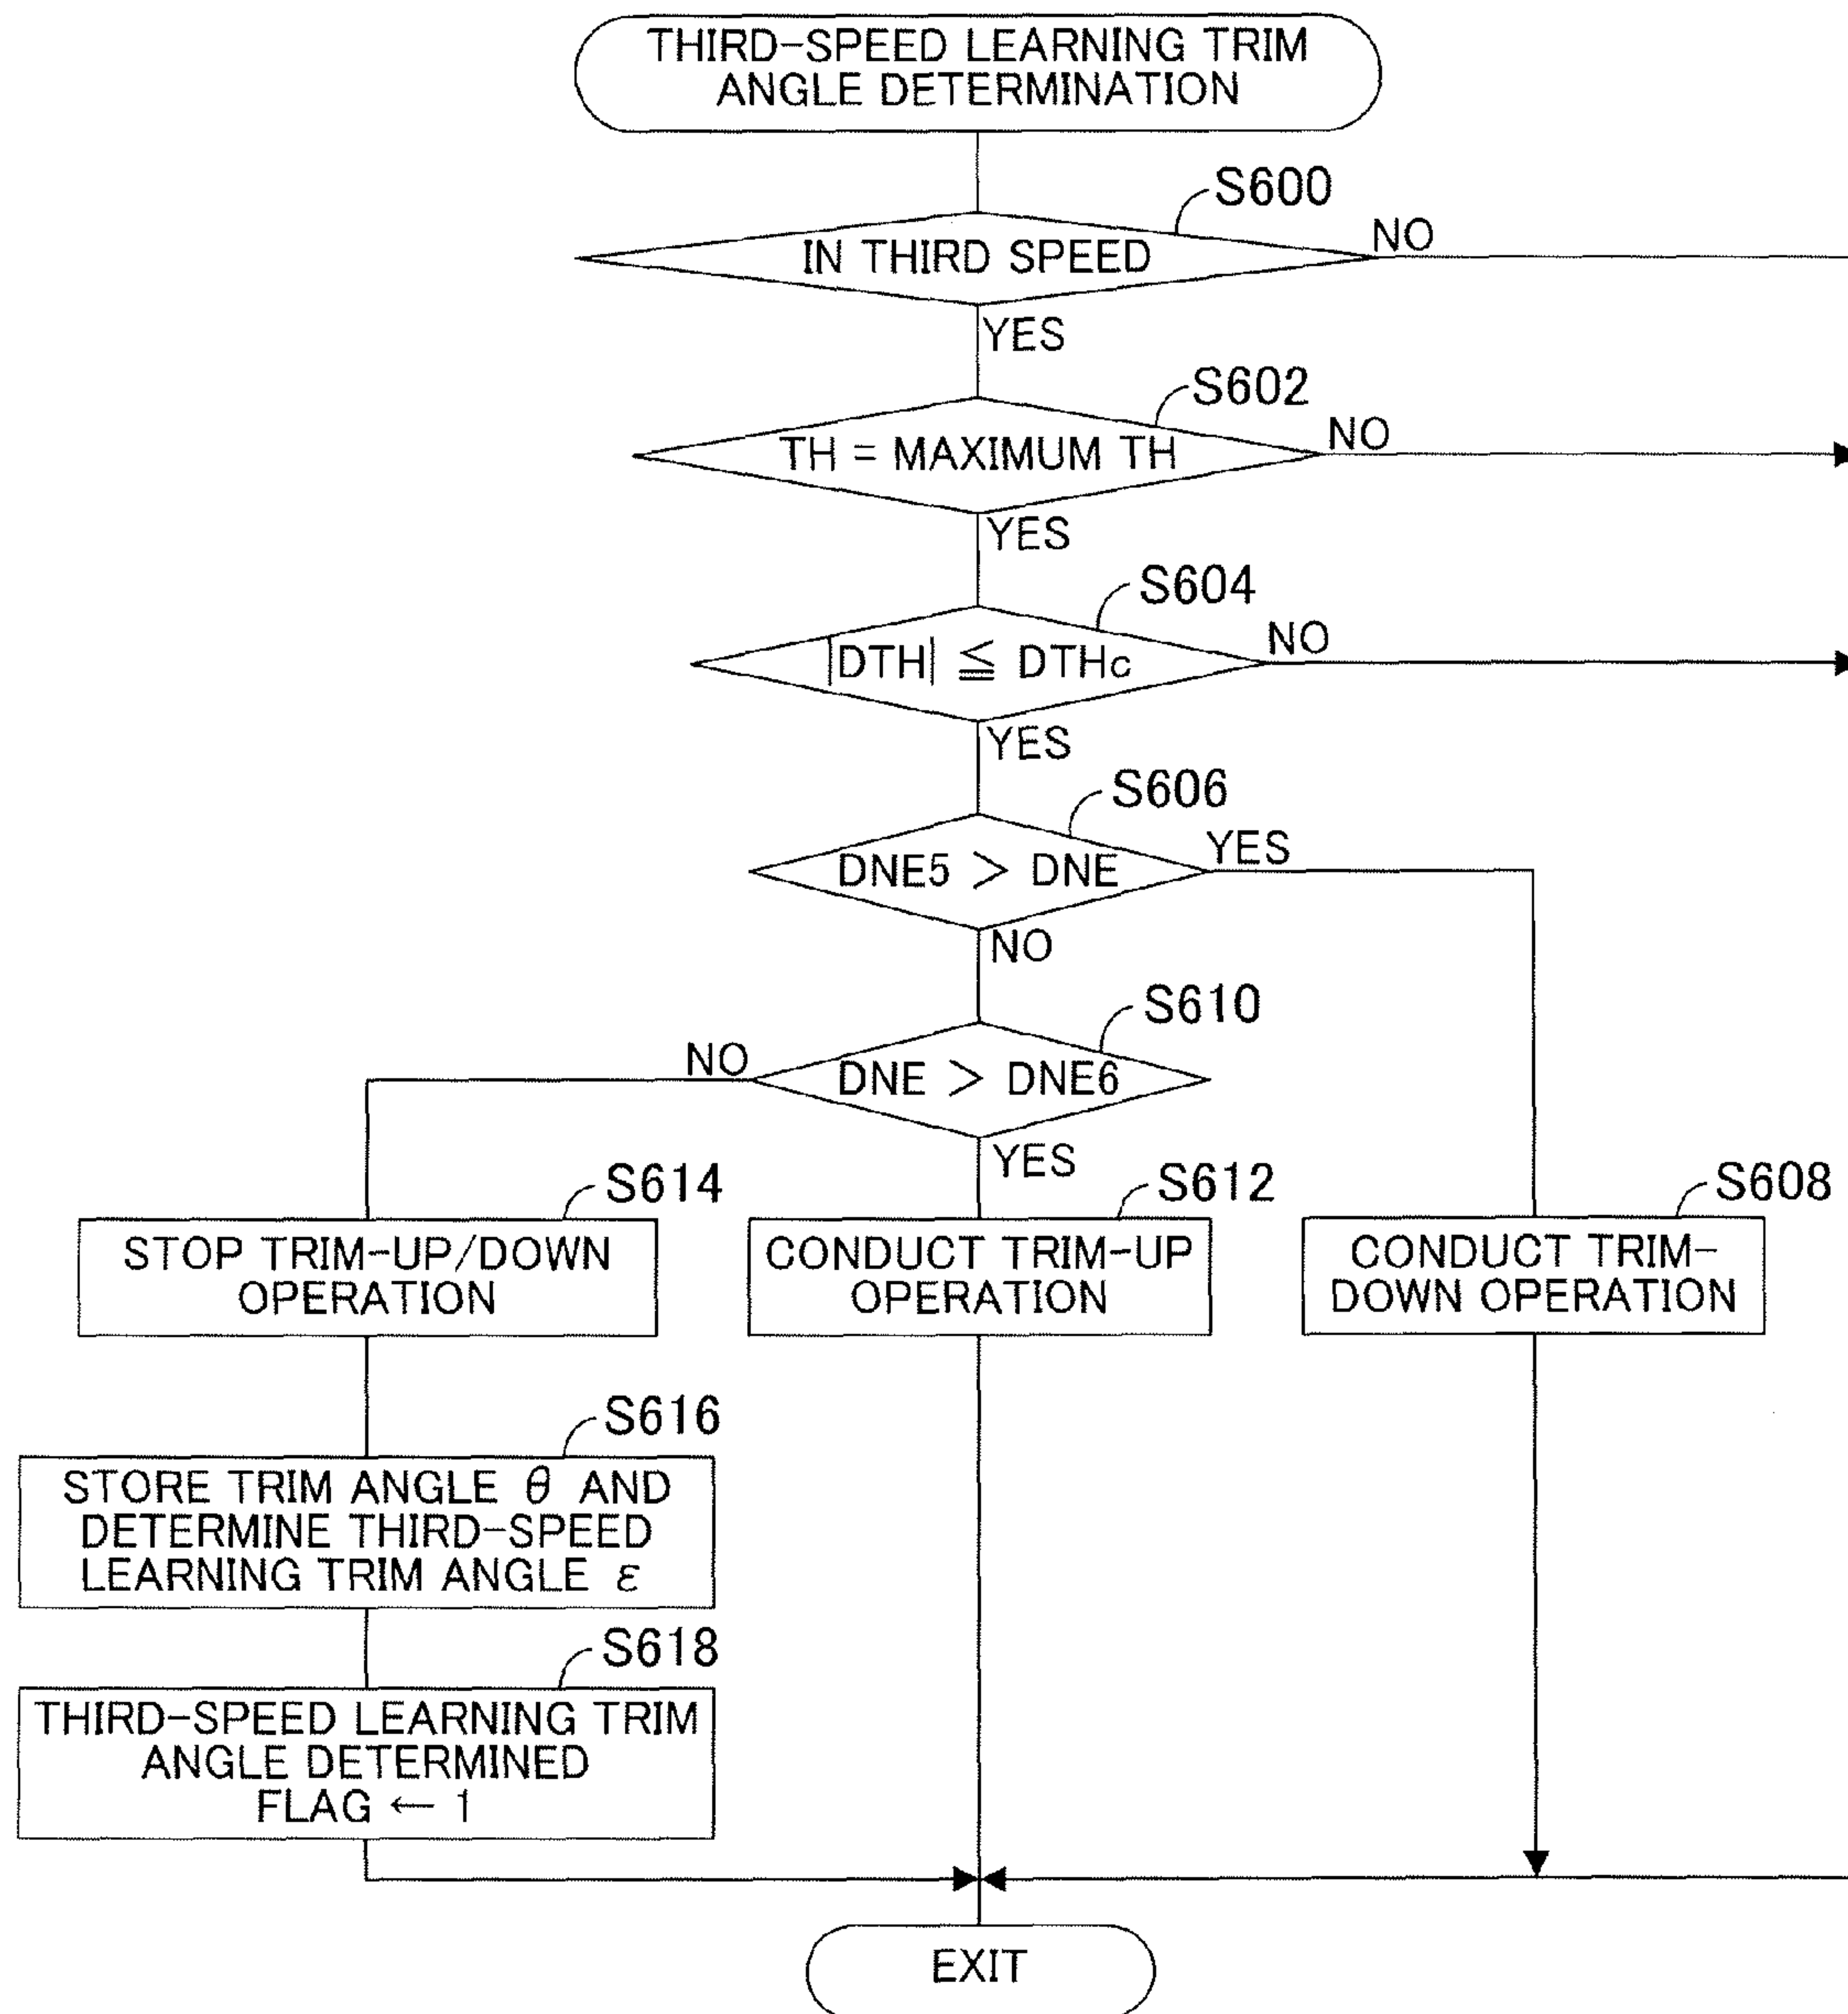 THIRD-SPEED LEARNING TRIM
ANGLE DETERMINATION
S600
IN THIRD SPEED
NO
YES
S602
TH = MAXIMUM TH
NO
YES
S604
|DTH| ≦ DTHc
NO
YES
S606
DNE5 > DNE
YES
NO
S610
DNE > DNE6
NO
YES
S614
STOP TRIM-UP/DOWN
OPERATION
S612
CONDUCT TRIM-UP
OPERATION
S608
CONDUCT TRIM-
DOWN OPERATION
S616
STORE TRIM ANGLE θ AND
DETERMINE THIRD-SPEED
LEARNING TRIM ANGLE ε
S618
THIRD-SPEED LEARNING TRIM
ANGLE DETERMINED
FLAG ← 1
EXIT